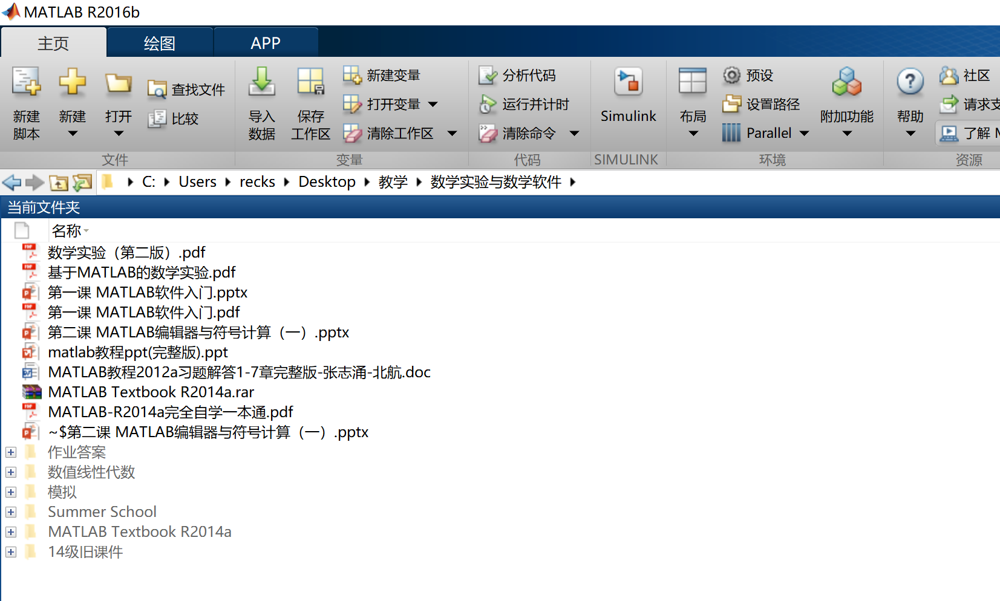 MATLAB R2016b
主页 绘图 APP
新建脚本 新建 打开 查找文件 比较 导入数据 保存工作区 新建变量 打开变量 清除工作区 分析代码 运行并计时 清除命令 Simulink 布局 预设 设置路径 Parallel 附加功能 帮助 社区 请求支 了解 M
文件 变量 代码 SIMULINK 环境 资源
C: Users recks Desktop 教学 数学实验与数学软件
当前文件夹
名称
数学实验（第二版）.pdf
基于MATLAB的数学实验.pdf
第一课 MATLAB软件入门.pptx
第一课 MATLAB软件入门.pdf
第二课 MATLAB编辑器与符号计算（一）.pptx
matlab教程ppt(完整版).ppt
MATLAB教程2012a习题解答1-7章完整版-张志涌-北航.doc
MATLAB Textbook R2014a.rar
MATLAB-R2014a完全自学一本通.pdf
~$第二课 MATLAB编辑器与符号计算（一）.pptx
作业答案
数值线性代数
模拟
Summer School
MATLAB Textbook R2014a
14级旧课件